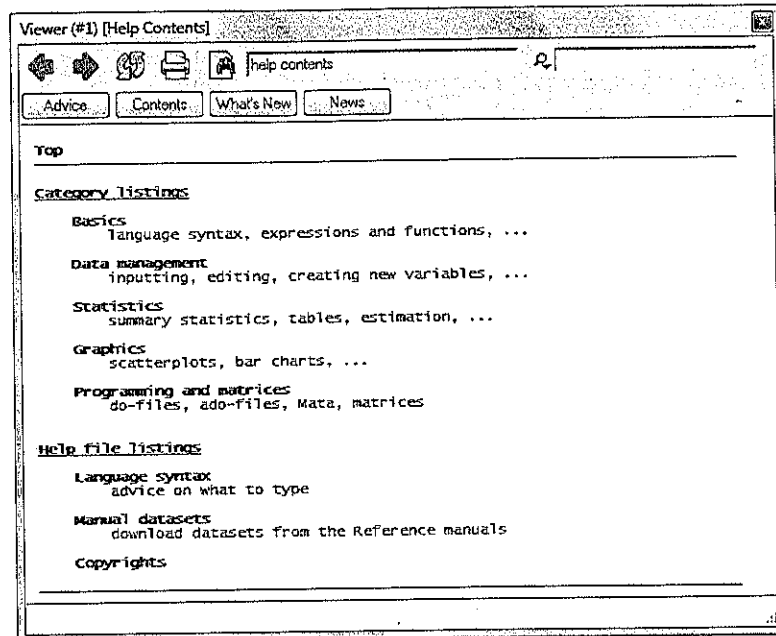 Viewer (#1) [Help Contents]
help contents
Advice Contents What's New News
Top
Category listings
Basics
language syntax, expressions and functions, ...
Data management
inputting, editing, creating new variables, ...
Statistics
summary statistics, tables, estimation, ...
Graphics
scatterplots, bar charts, ...
Programming and matrices
do-files, ado-files, Mata, matrices
Help file listings
Language syntax
advice on what to type
Manual datasets
download datasets from the Reference manuals
Copyrights